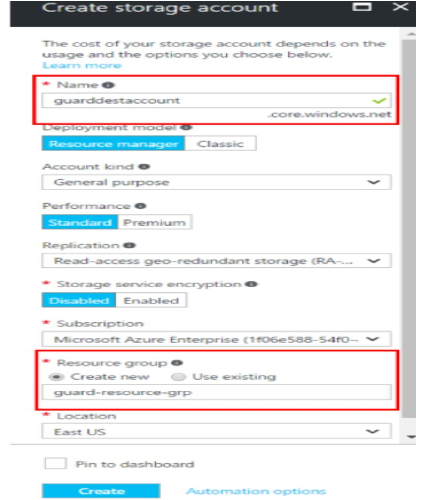 Create storage account
The cost of your storage account depends on the
usage and the options you choose below.
Learn more
* Name
guarddestaccount
.core.windows.net
Deployment model
Resource manager Classic
Account kind
General purpose
Performance
Standard Premium
Replication
Read-access geo-redundant storage (RA-...
* Storage service encryption
Disabled Enabled
* Subscription
Microsoft Azure Enterprise (1f06e588-54f0-
* Resource group
Create new Use existing
guard-resource-grp
* Location
East US
Pin to dashboard
Create Automation options